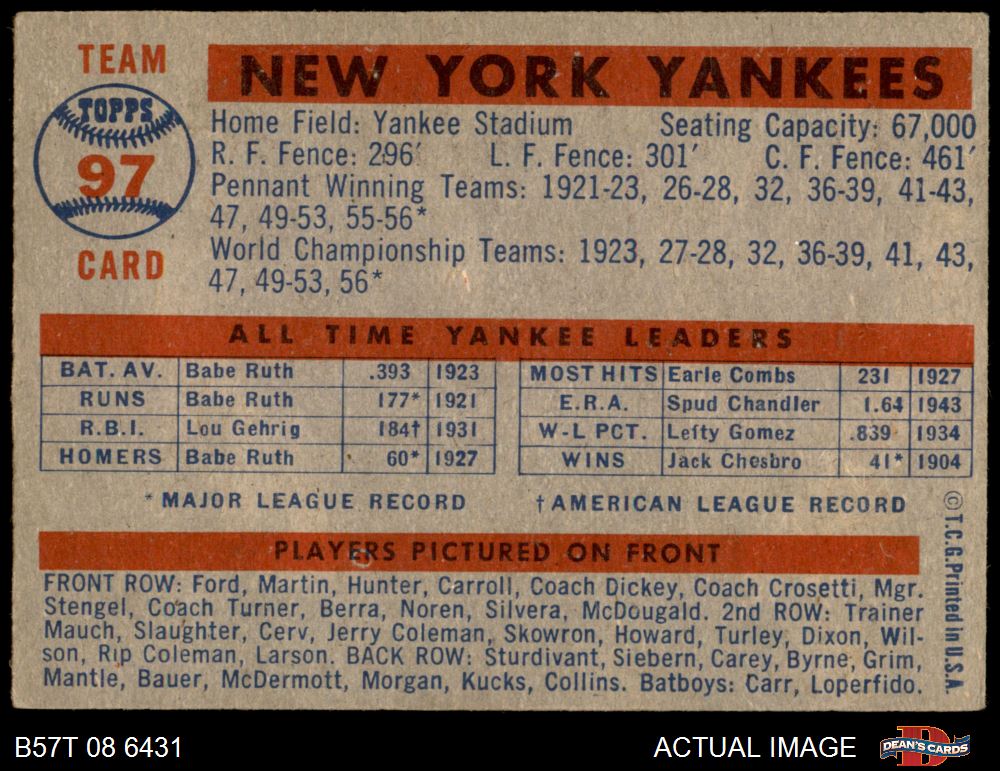 TEAM
TOPPS
97
CARD
NEW YORK YANKEES
Home Field: Yankee Stadium Seating Capacity: 67,000
R. F. Fence: 296′ L. F. Fence: 301′ C. F. Fence: 461′
Pennant Winning Teams: 1921-23, 26-28, 32, 36-39, 41-43,
47, 49-53, 55-56*
World Championship Teams: 1923, 27-28, 32, 36-39, 41, 43,
47, 49-53, 56*
ALL TIME YANKEE LEADERS
BAT. AV. Babe Ruth .393 1923 MOST HITS Earle Combs 231 1927
RUNS Babe Ruth 177* 1921 E.R.A. Spud Chandler 1.64 1943
R.B.I. Lou Gehrig 184† 1931 W-L PCT. Lefty Gomez .839 1934
HOMERS Babe Ruth 60* 1927 WINS Jack Chesbro 41* 1904
*MAJOR LEAGUE RECORD †AMERICAN LEAGUE RECORD
PLAYERS PICTURED ON FRONT
FRONT ROW: Ford, Martin, Hunter, Carroll, Coach Dickey, Coach Crosetti, Mgr.
Stengel, Coach Turner, Berra, Noren, Silvera, McDougald. 2nd ROW: Trainer
Mauch, Slaughter, Cerv, Jerry Coleman, Skowron, Howard, Turley, Dixon, Wil-
son, Rip Coleman, Larson. BACK ROW: Sturdivant, Siebern, Carey, Byrne, Grim,
Mantle, Bauer, McDermott, Morgan, Kucks, Collins. Batboys: Carr, Loperfido.
© T.C.G. Printed in U.S.A.
B57T 08 6431 ACTUAL IMAGE DEAN'S CARDS